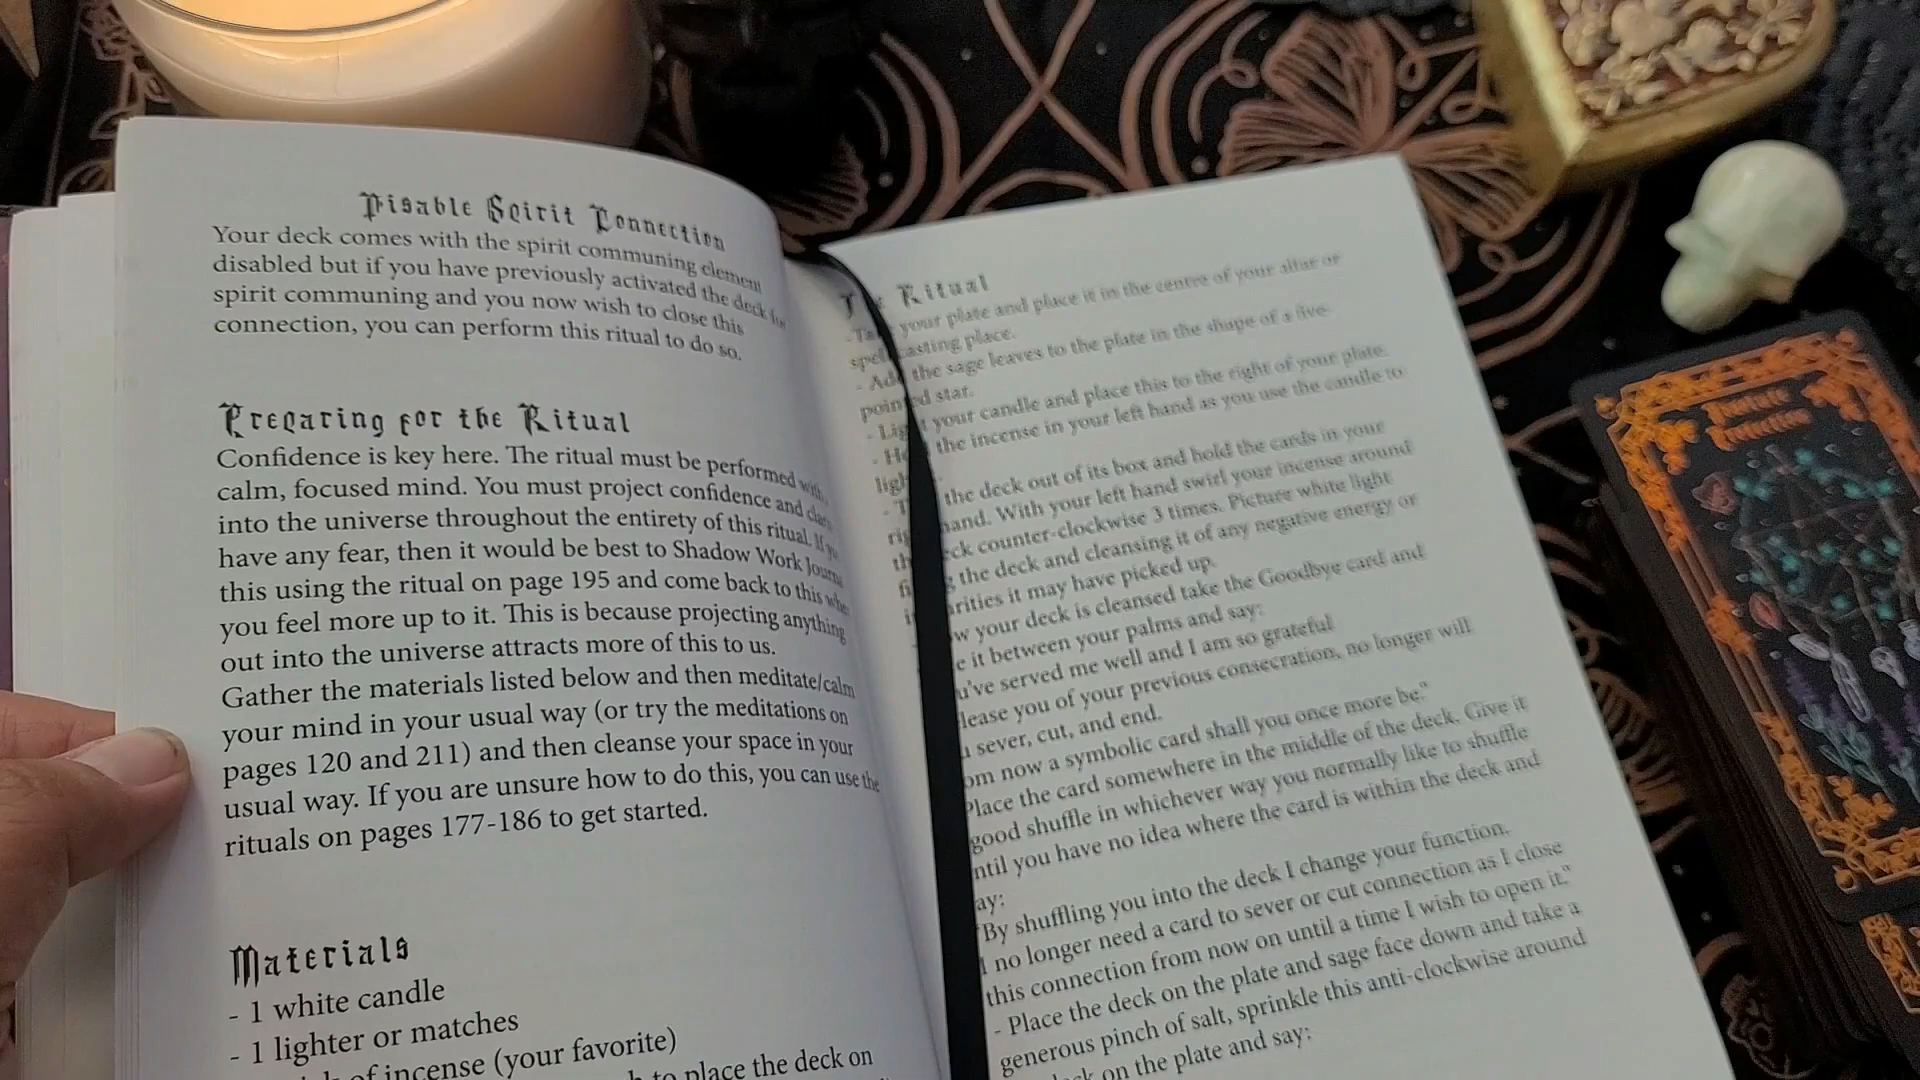 Disable Spirit Connection
Your deck comes with the spirit communing element
disabled but if you have previously activated the deck for
spirit communing and you now wish to close this
connection, you can perform this ritual to do so.
Preparing for the Ritual
Confidence is key here. The ritual must be performed with
calm, focused mind. You must project confidence and
into the universe throughout the entirety of this ritual. If you
have any fear, then it would be best to Shadow Work
this using the ritual on page 195 and come back to this
you feel more up to it. This is because projecting anything
out into the universe attracts more of this to us.
Gather the materials listed below and then meditate/calm
your mind in your usual way (or try the meditations on
pages 120 and 211) and then cleanse your space in your
usual way. If you are unsure how to do this, you can use the
rituals on pages 177-186 to get started.
Materials
- 1 white candle
- 1 lighter or matches
of incense (your favorite)
to place the deck on
Ritual
your plate and place it in the centre of your altar or
casting place.
the sage leaves to the plate in the shape of a five-
star.
your candle and place this to the right of your plate.
the incense in your left hand as you use the candle to
the deck out of its box and hold the cards in your
hand. With your left hand swirl your incense around
counter-clockwise 3 times. Picture white light
the deck and cleansing it of any negative energy or
it may have picked up.
your deck is cleansed take the Goodbye card and
it between your palms and say:
served me well and I am so grateful
you of your previous consecration, no longer will
sever, cut, and end.
now a symbolic card shall you once more be."
Place the card somewhere in the middle of the deck. Give it
good shuffle in whichever way you normally like to shuffle
you have no idea where the card is within the deck and
"By shuffling you into the deck I change your function.
I no longer need a card to sever or cut connection as I close
this connection from now on until a time I wish to open it."
- Place the deck on the plate and sage face down and take a
generous pinch of salt, sprinkle this anti-clockwise around
on the plate and say: